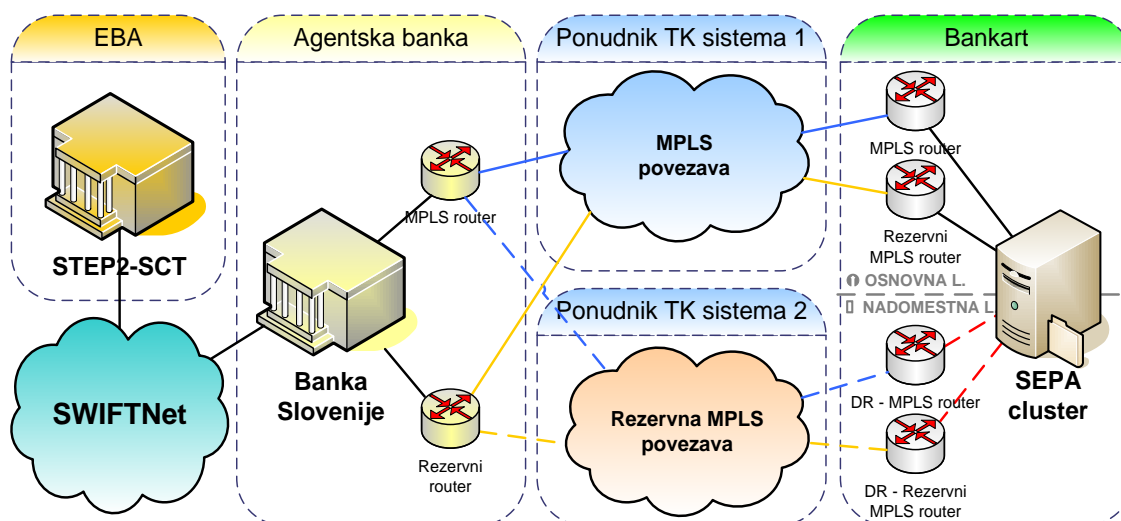 EBA
Agentska banka
Ponudnik TK sistema 1
Bankart
MPLS
povezava
MPLS router
MPLS router
Rezervni
MPLS router
STEP2-SCT
OSNOVNA L.
NADOMESTNA L.
Ponudnik TK sistema 2
SWIFTNet
Banka
Slovenije
Rezervni
router
Rezervna MPLS
povezava
DR - MPLS router
SEPA
cluster
DR - Rezervni
MPLS router